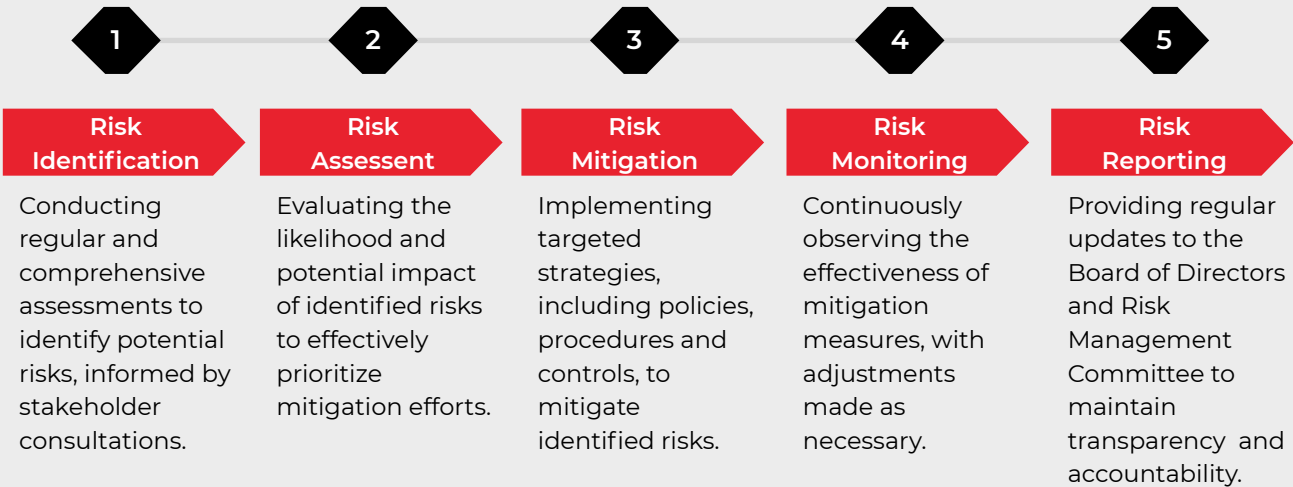 1
2
3
4
5
Risk
Identification
Conducting
regular and
comprehensive
assessments to
identify potential
risks, informed by
stakeholder
consultations.
Risk
Assessent
Evaluating the
likelihood and
potential impact
of identified risks
to effectively
prioritize
mitigation efforts.
Risk
Mitigation
Implementing
targeted
strategies,
including policies,
procedures and
controls, to
mitigate
identified risks.
Risk
Monitoring
Continuously
observing the
effectiveness of
mitigation
measures, with
adjustments
made as
necessary.
Risk
Reporting
Providing regular
updates to the
Board of Directors
and Risk
Management
Committee to
maintain
transparency and
accountability.